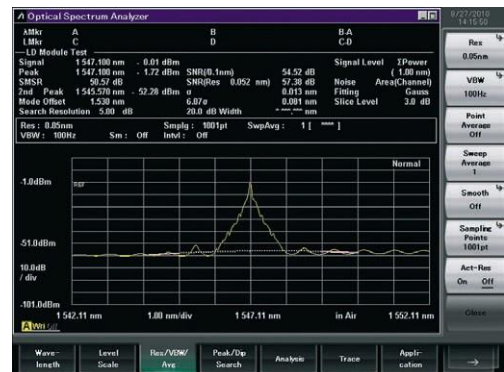 Optical Spectrum Analyzer
8/27/2010
14:15:50
λMkr A B B-A
LMkr C D C-D
LD Module Test
Signal 1 547.100 nm - 0.01 dBm Signal Level ΣPower
Peak 1 547.100 nm - 1.72 dBm SNR(0.1nm) 54.52 dB ( 1.00 nm)
SMSR 50.57 dB SNR(Res 0.052 nm) 57.38 dB Noise Area(Channel)
2nd Peak 1 545.570 nm - 52.28 dBm σ 0.013 nm Fitting Gauss
Mode Offset 1.530 nm 6.07σ 0.081 nm Slice Level 3.0 dB
Search Resolution 5.00 dB 20.0 dB Width
Res : 0.05nm Smplg : 1001pt SwpAvg : 1 [ **** ]
VBW : 100Hz Sm : Off Intvl : Off
Normal
-1.0dBm
REF
-51.0dBm
10.0dB
/ div
-101.0dBm
1 542.11 nm 1.00 nm/div 1 547.11 nm in Air 1 552.11 nm
A Wri
Res
0.05nm
VBW
100Hz
Point
Average
Off
Sweep
Average
1
Smooth
Off
Sampling
Points
1001pt
Act-Res
On Off
Close
Wave-
length
Level
Scale
Res/VBW/
Avg
Peak/Dip
Search
Analysis
Trace
Appli-
cation
→